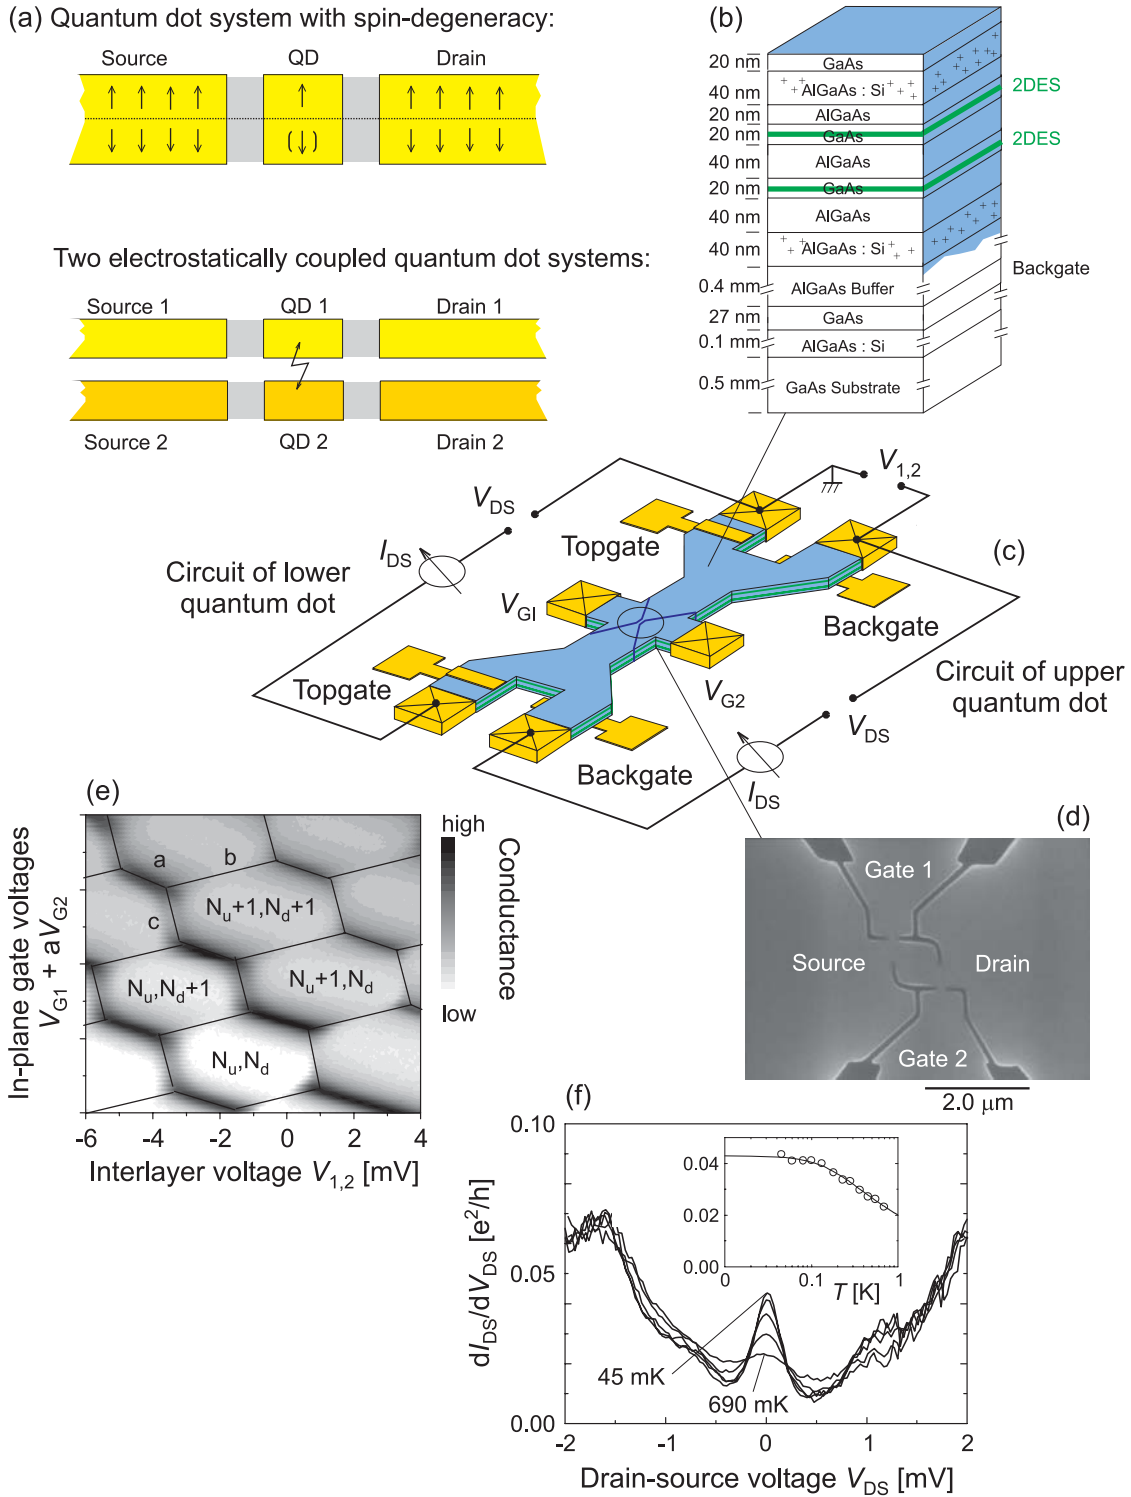 (a) Quantum dot system with spin-degeneracy:
Source
QD
Drain
Two electrostatically coupled quantum dot systems:
Source 1
QD 1
Drain 1
Source 2
QD 2
Drain 2
(b)
20 nm
GaAs
40 nm
AlGaAs : Si
20 nm
AlGaAs
20 nm
GaAs
2DES
40 nm
AlGaAs
2DES
20 nm
GaAs
40 nm
AlGaAs
40 nm
AlGaAs : Si
0.4 mm
AlGaAs Buffer
Backgate
27 nm
GaAs
0.1 mm
AlGaAs : Si
0.5 mm
GaAs Substrate
(c)
V1,2
VDS
IDS
Circuit of lower
quantum dot
Topgate
VGI
Backgate
Topgate
VG2
Circuit of upper
quantum dot
VDS
Backgate
IDS
(d)
Gate 1
Source
Drain
Gate 2
2.0 μm
(e)
In-plane gate voltages
VG1 + aVG2
a
b
c
Nu+1,Nd+1
Nu,Nd+1
Nu+1,Nd
Nu,Nd
high
low
Conductance
-6
-4
-2
0
2
4
Interlayer voltage V1,2 [mV]
(f)
dIDS/dVDS [e2/h]
0.10
0.05
0.00
0.04
0.02
0.00
0
0.1
1
T [K]
45 mK
690 mK
-2
-1
0
1
2
Drain-source voltage VDS [mV]